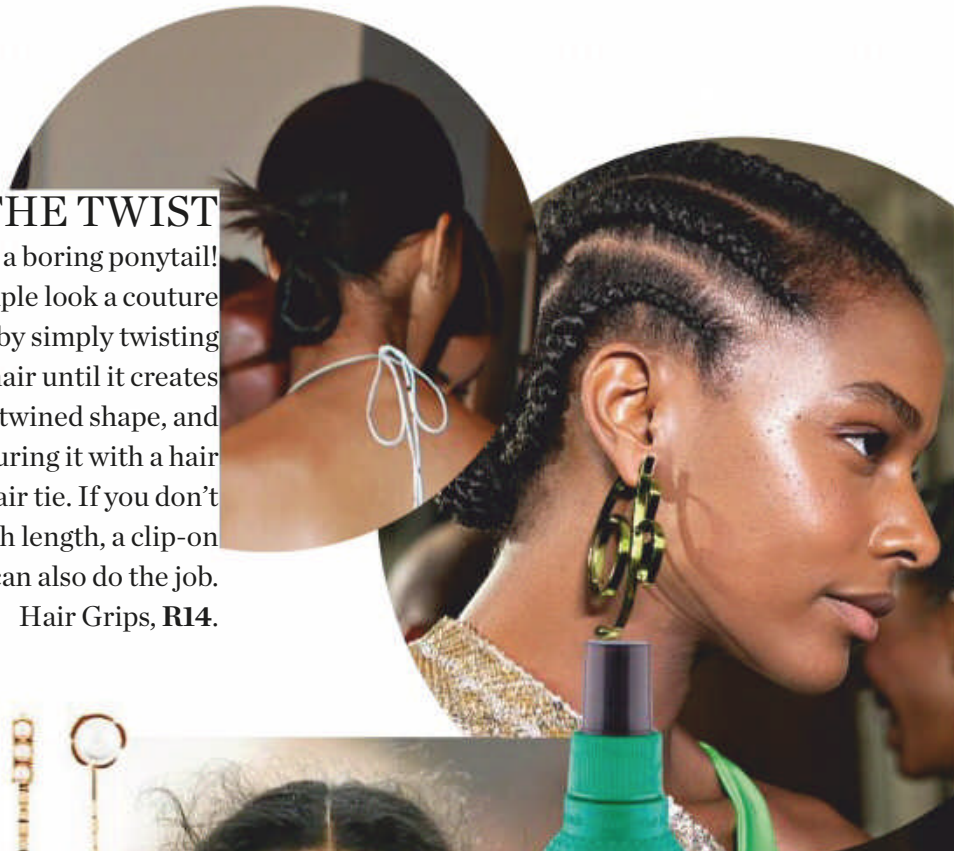 THE TWIST
a boring ponytail!
ple look a couture
by simply twisting
hair until it creates
twined shape, and
uring it with a hair
air tie. If you don't
h length, a clip-on
can also do the job.
Hair Grips, R14.